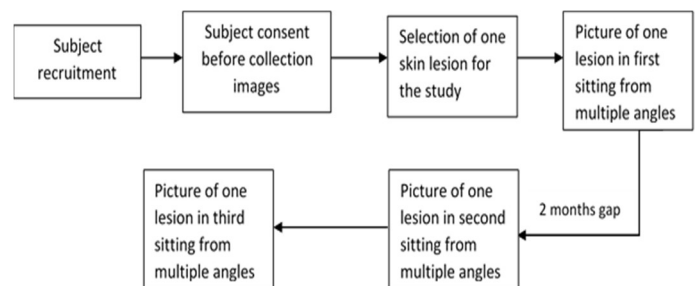 Subject
recruitment
Subject consent
before collection
images
Selection of one
skin lesion for
the study
Picture of one
lesion in first
sitting from
multiple angles
2 months gap
Picture of one
lesion in second
sitting from
multiple angles
Picture of one
lesion in third
sitting from
multiple angles